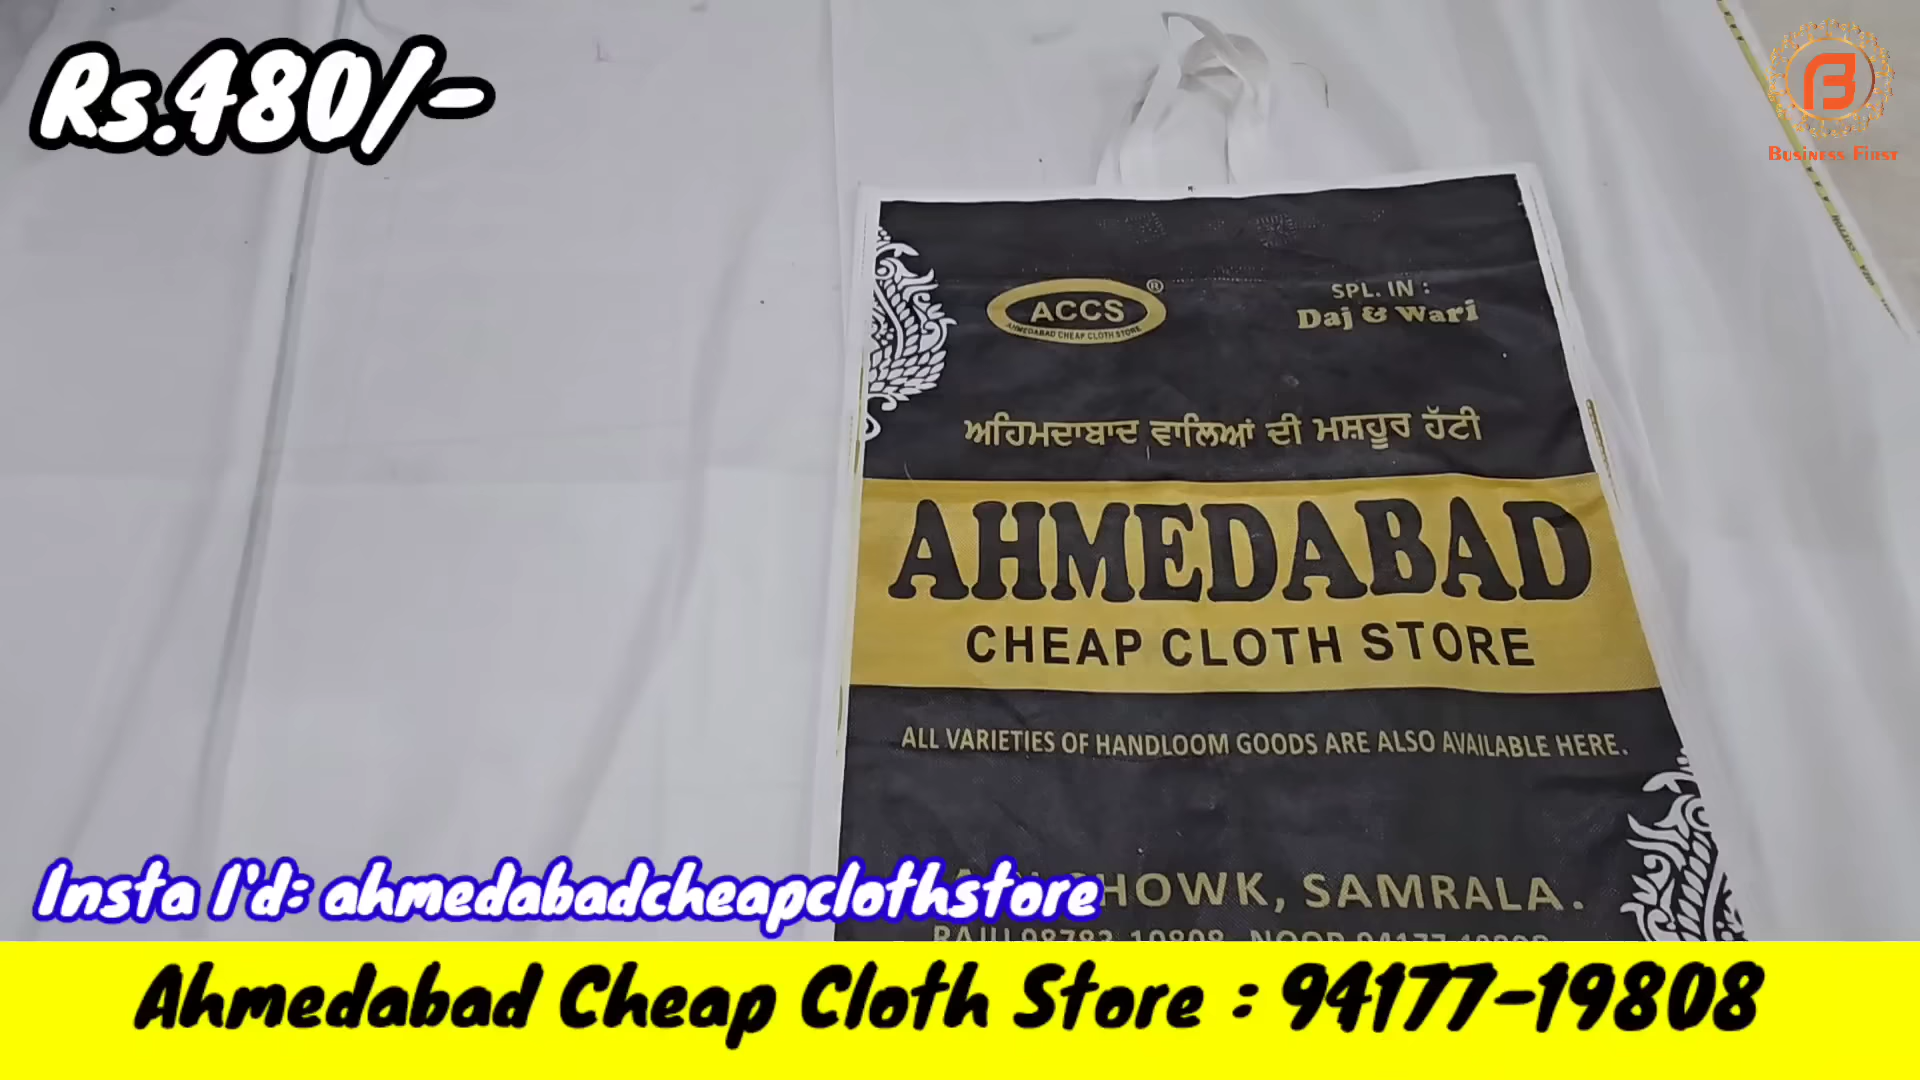 Rs.480/-
Business First
ACCS
®
AHMEDABAD CHEAP CLOTH STORE
SPL. IN :
Daj & Wari
ਅਹਿਮਦਾਬਾਦ ਵਾਲਿਆਂ ਦੀ ਮਸ਼ਹੂਰ ਹੱਟੀ
AHMEDABAD
CHEAP CLOTH STORE
ALL VARIETIES OF HANDLOOM GOODS ARE ALSO AVAILABLE HERE.
CHOWK, SAMRALA.
Insta I'd: ahmedabadcheapclothstore
Ahmedabad Cheap Cloth Store : 94177-19808